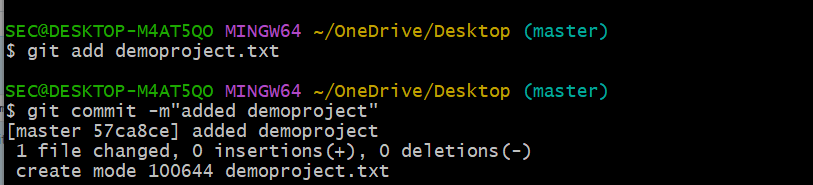 SEC@DESKTOP-M4AT5QO MINGW64 ~/OneDrive/Desktop (master)
$ git add demoproject.txt
SEC@DESKTOP-M4AT5QO MINGW64 ~/OneDrive/Desktop (master)
$ git commit -m"added demoproject"
[master 57ca8ce] added demoproject
 1 file changed, 0 insertions(+), 0 deletions(-)
 create mode 100644 demoproject.txt